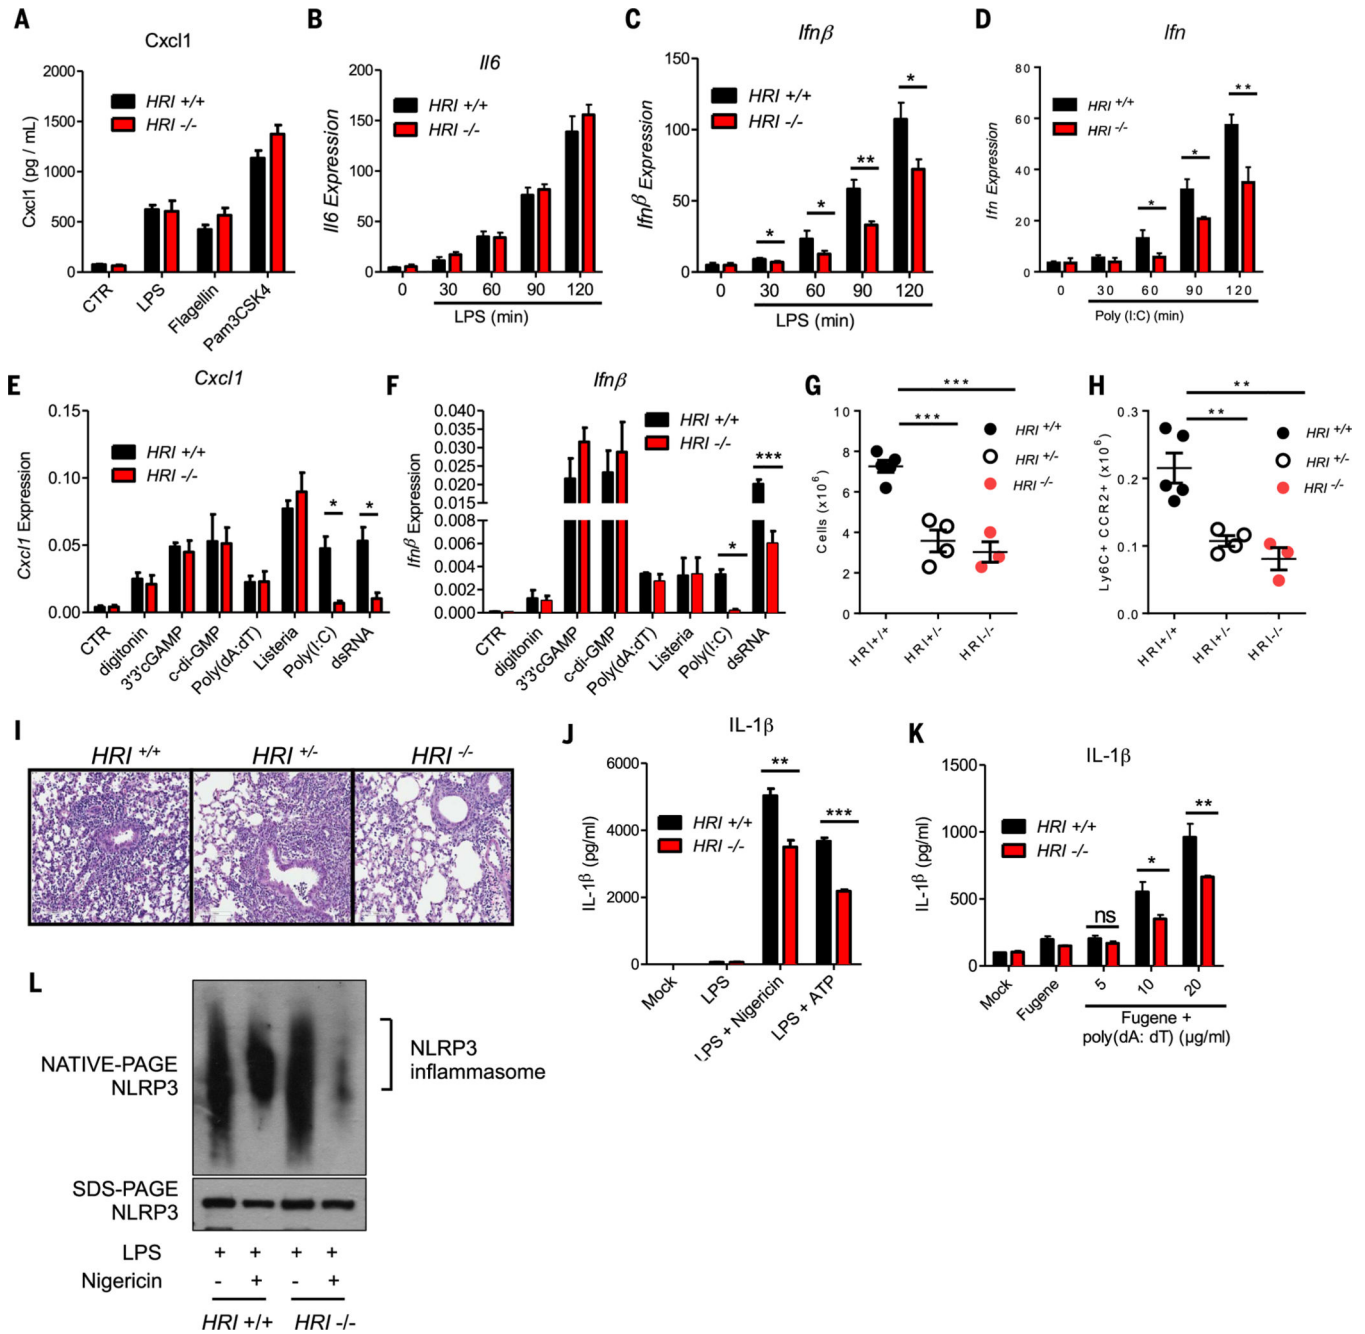 A
Cxcl1
Cxcl1 (pg / mL)
2000
1500
1000
500
0
HRI +/+
HRI -/-
CTR
LPS
Flagellin
Pam3CSK4
B
Il6
Il6 Expression
200
150
100
50
0
HRI +/+
HRI -/-
0 30 60 90 120
LPS (min)
C
Ifnβ
Ifnβ Expression
150
100
50
0
HRI +/+
HRI -/-
* * ** *
0 30 60 90 120
LPS (min)
D
Ifn
Ifn Expression
80
60
40
20
0
HRI +/+
HRI -/-
* * **
0 30 60 90 120
Poly (I:C) (min)
E
Cxcl1
Cxcl1 Expression
0.15
0.10
0.05
0.00
HRI +/+
HRI -/-
* *
CTR
digitonin
3'3'cGAMP
c-di-GMP
Poly(dA:dT)
Listeria
Poly(I:C)
dsRNA
F
Ifnβ
Ifnβ Expression
0.040
0.035
0.030
0.025
0.020
0.015
0.008
0.006
0.004
0.002
0.000
HRI +/+
HRI -/-
* ***
CTR
digitonin
3'3'cGAMP
c-di-GMP
Poly(dA:dT)
Listeria
Poly(I:C)
dsRNA
G
Cells (x10⁶)
10
8
6
4
2
0
***
***
HRI +/+
HRI +/-
HRI -/-
HRI+/+
HRI+/-
HRI-/-
H
Ly6C+ CCR2+ (x10⁶)
0.3
0.2
0.1
0.0
**
**
HRI +/+
HRI +/-
HRI -/-
HRI+/+
HRI+/-
HRI-/-
I
HRI +/+ HRI +/- HRI -/-
J
IL-1β
IL-1β (pg/ml)
6000
4000
2000
0
HRI +/+
HRI -/-
** ***
Mock
LPS
LPS + Nigericin
LPS + ATP
K
IL-1β
IL-1β (pg/ml)
1500
1000
500
0
HRI +/+
HRI -/-
ns * **
Mock
Fugene
5
10
20
Fugene +
poly(dA: dT) (µg/ml)
L
NATIVE-PAGE
NLRP3
NLRP3
inflammasome
SDS-PAGE
NLRP3
LPS + + + +
Nigericin - + - +
HRI +/+ HRI -/-